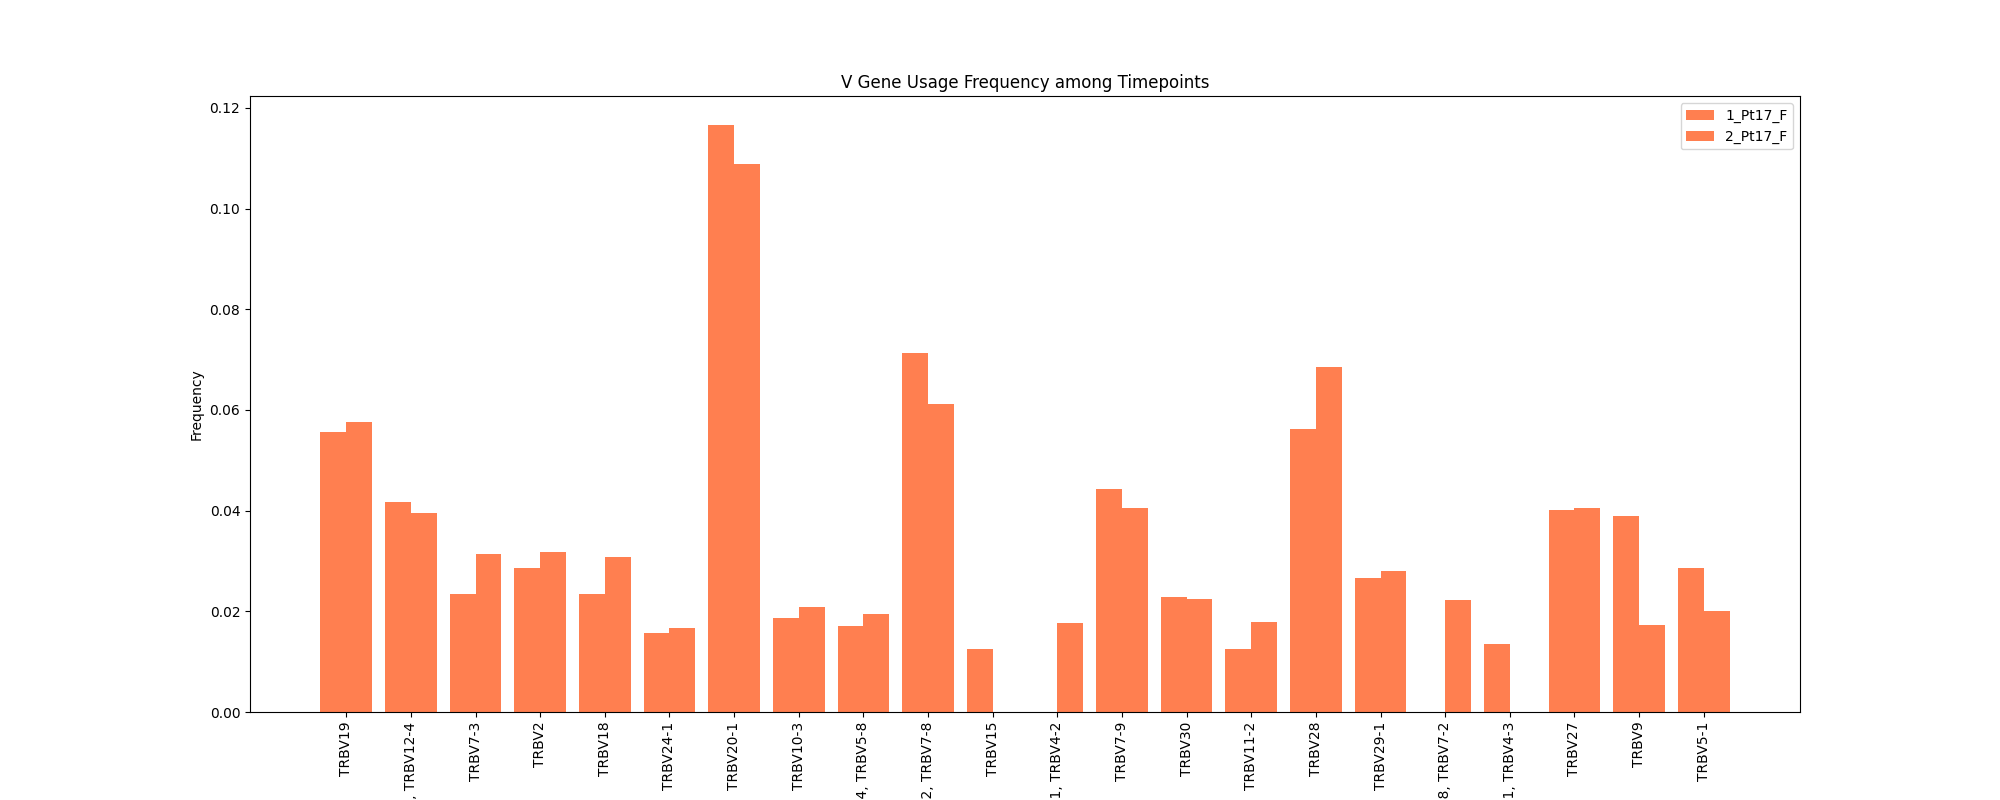 V Gene Usage Frequency among Timepoints
1_Pt17_F
2_Pt17_F
Frequency
0.12
0.10
0.08
0.06
0.04
0.02
0.00
TRBV19
, TRBV12-4
TRBV7-3
TRBV2
TRBV18
TRBV24-1
TRBV20-1
TRBV10-3
4, TRBV5-8
2, TRBV7-8
TRBV15
1, TRBV4-2
TRBV7-9
TRBV30
TRBV11-2
TRBV28
TRBV29-1
8, TRBV7-2
1, TRBV4-3
TRBV27
TRBV9
TRBV5-1